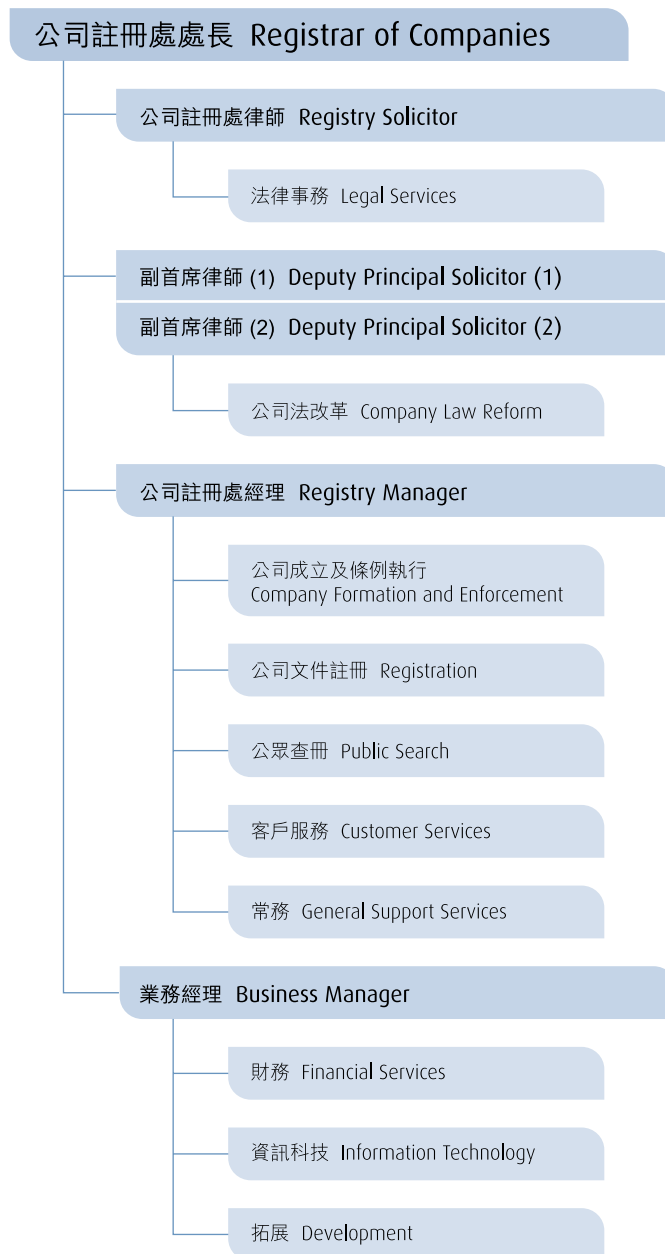 公司註冊處處長 Registrar of Companies
公司註冊處律師 Registry Solicitor
法律事務 Legal Services
副首席律師 (1) Deputy Principal Solicitor (1)
副首席律師 (2) Deputy Principal Solicitor (2)
公司法改革 Company Law Reform
公司註冊處經理 Registry Manager
公司成立及條例執行
Company Formation and Enforcement
公司文件註冊 Registration
公眾查冊 Public Search
客戶服務 Customer Services
常務 General Support Services
業務經理 Business Manager
財務 Financial Services
資訊科技 Information Technology
拓展 Development